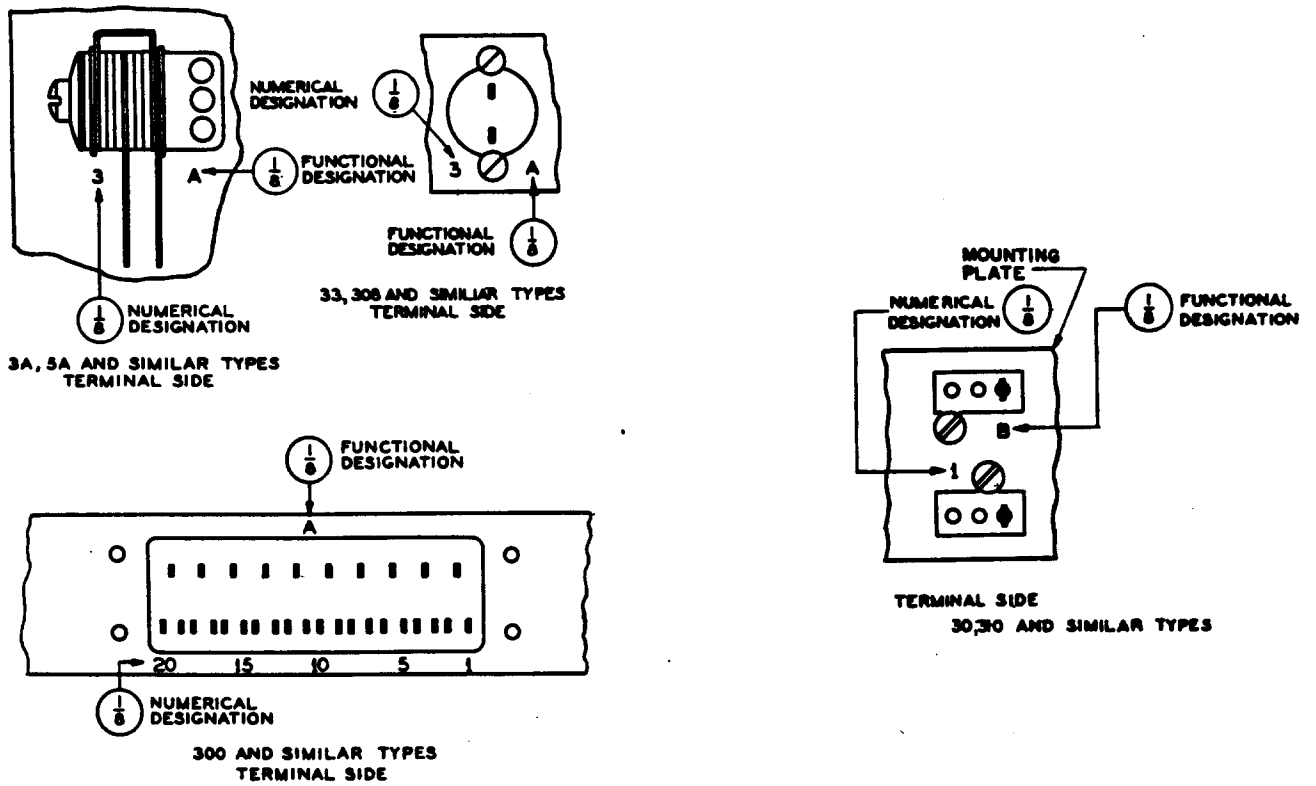 3
A
1/8
FUNCTIONAL
DESIGNATION
1/8
NUMERICAL
DESIGNATION
3A, 5A AND SIMILAR TYPES
TERMINAL SIDE
NUMERICAL
DESIGNATION
1/8
3
A
FUNCTIONAL
DESIGNATION
1/8
33, 308 AND SIMILIAR TYPES
TERMINAL SIDE
1/8
FUNCTIONAL
DESIGNATION
A
20 15 10 5 1
1/8
NUMERICAL
DESIGNATION
300 AND SIMILAR TYPES
TERMINAL SIDE
MOUNTING
PLATE
NUMERICAL
DESIGNATION
1/8
1/8
FUNCTIONAL
DESIGNATION
B
1
TERMINAL SIDE
30,310 AND SIMILAR TYPES